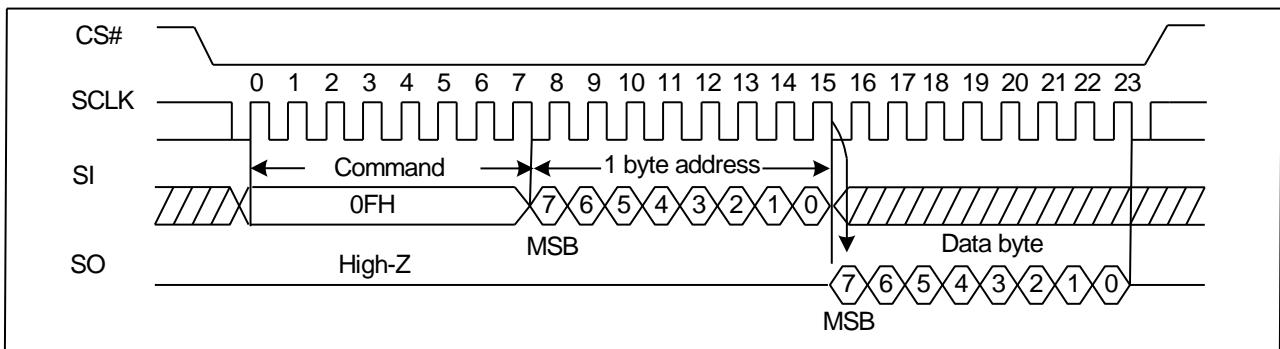 CS#
0 1 2 3 4 5 6 7 8 9 10 11 12 13 14 15 16 17 18 19 20 21 22 23
SCLK
Command 1 byte address
SI
0FH 7 6 5 4 3 2 1 0
MSB Data byte
SO High-Z
7 6 5 4 3 2 1 0
MSB